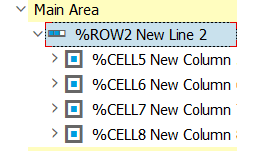 Main Area
%ROW2 New Line 2
%CELL5 New Column
%CELL6 New Column
%CELL7 New Column
%CELL8 New Column